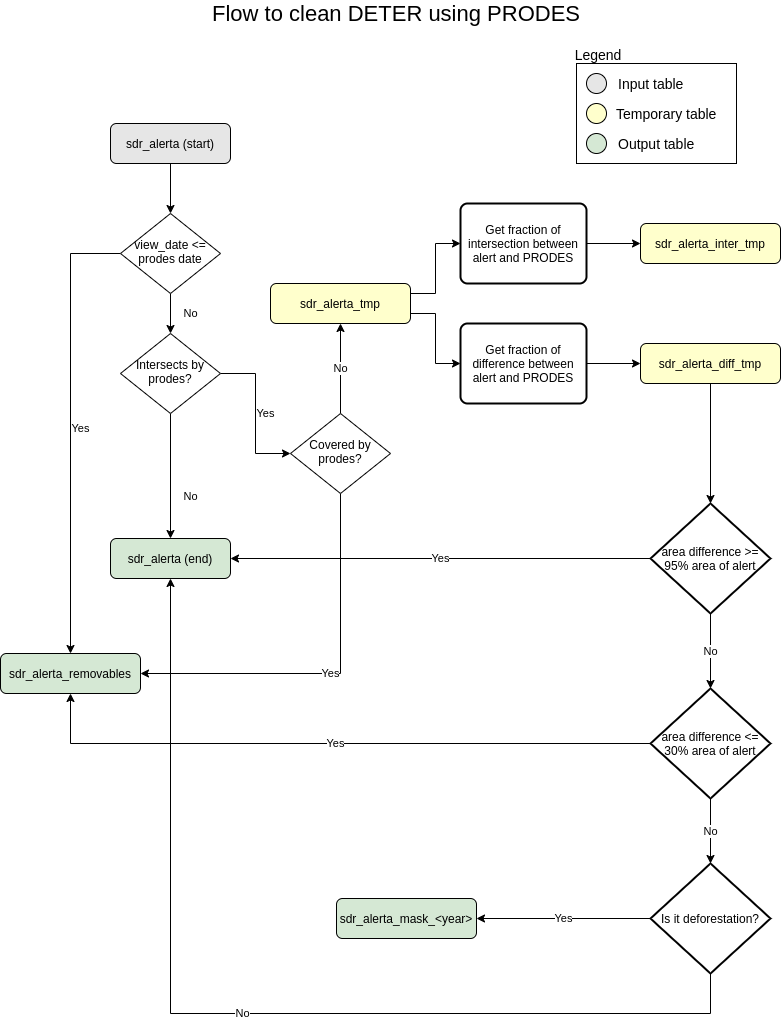 Flow to clean DETER using PRODES
Legend
Input table
Temporary table
Output table
sdr_alerta (start)
view_date <=
prodes date
No
Yes
Intersects by
prodes?
Yes
No
Covered by
prodes?
No
Yes
sdr_alerta_tmp
Get fraction of
intersection between
alert and PRODES
sdr_alerta_inter_tmp
Get fraction of
difference between
alert and PRODES
sdr_alerta_diff_tmp
area difference >=
95% area of alert
Yes
No
sdr_alerta (end)
sdr_alerta_removables
area difference <=
30% area of alert
Yes
No
Is it deforestation?
Yes
sdr_alerta_mask_<year>
No